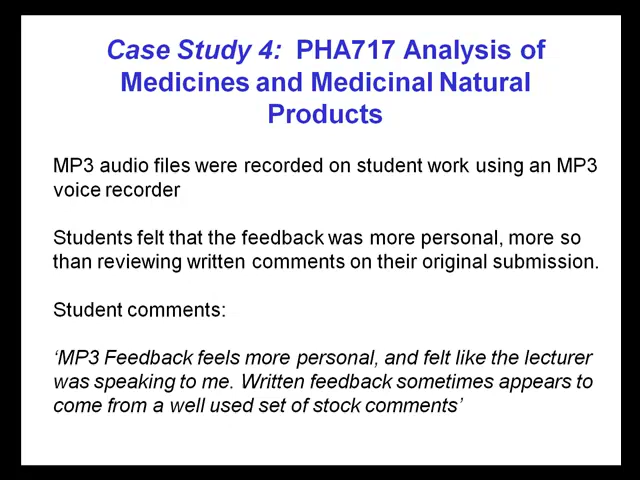 Case Study 4: PHA717 Analysis of
Medicines and Medicinal Natural
Products
MP3 audio files were recorded on student work using an MP3
voice recorder
Students felt that the feedback was more personal, more so
than reviewing written comments on their original submission.
Student comments:
‘MP3 Feedback feels more personal, and felt like the lecturer
was speaking to me. Written feedback sometimes appears to
come from a well used set of stock comments’